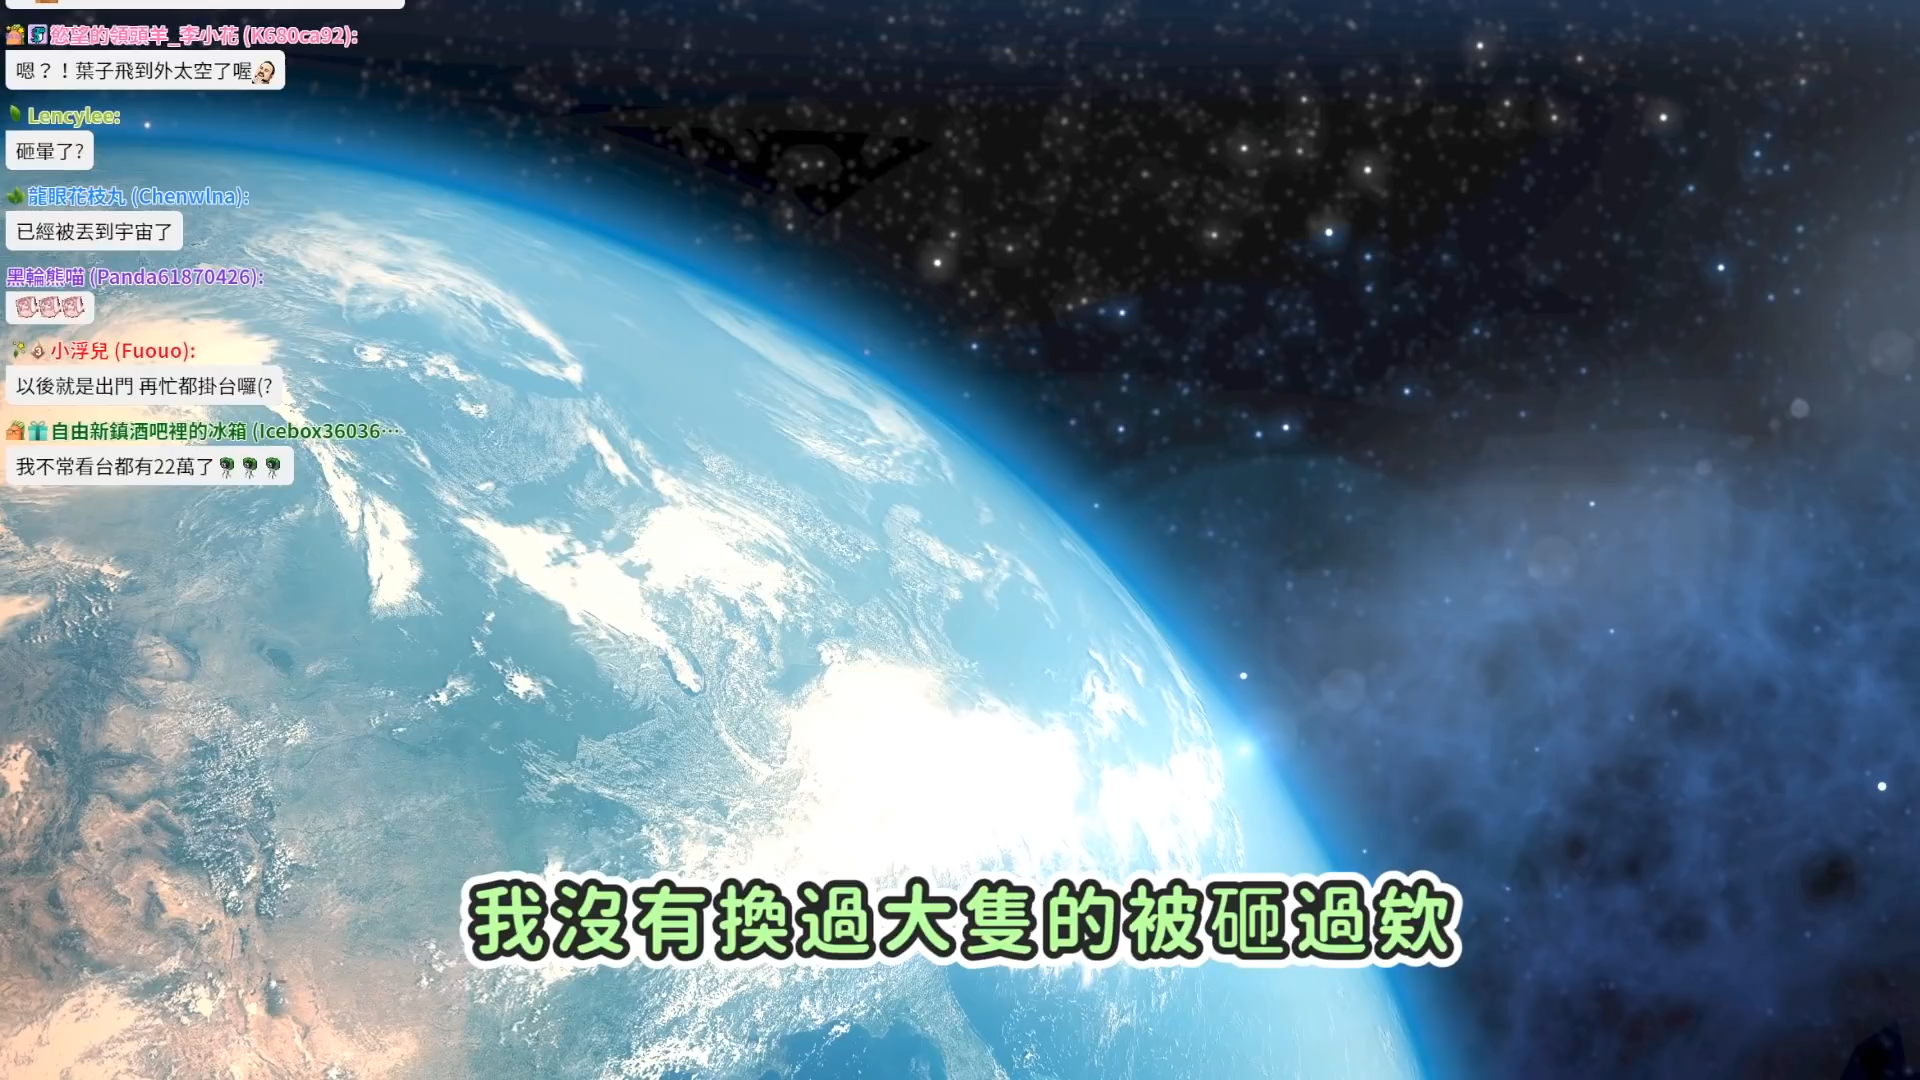 慾望的領頭羊_李小花 (K680ca92):
嗯？！葉子飛到外太空了喔
Lencylee:
砸暈了?
龍眼花枝丸 (Chenwlna):
已經被丟到宇宙了
黑輪熊喵 (Panda61870426):
小浮兒 (Fuouo):
以後就是出門 再忙都掛台囉(?
自由新鎮酒吧裡的冰箱 (Icebox36036…
我不常看台都有22萬了
我沒有換過大隻的被砸過欸